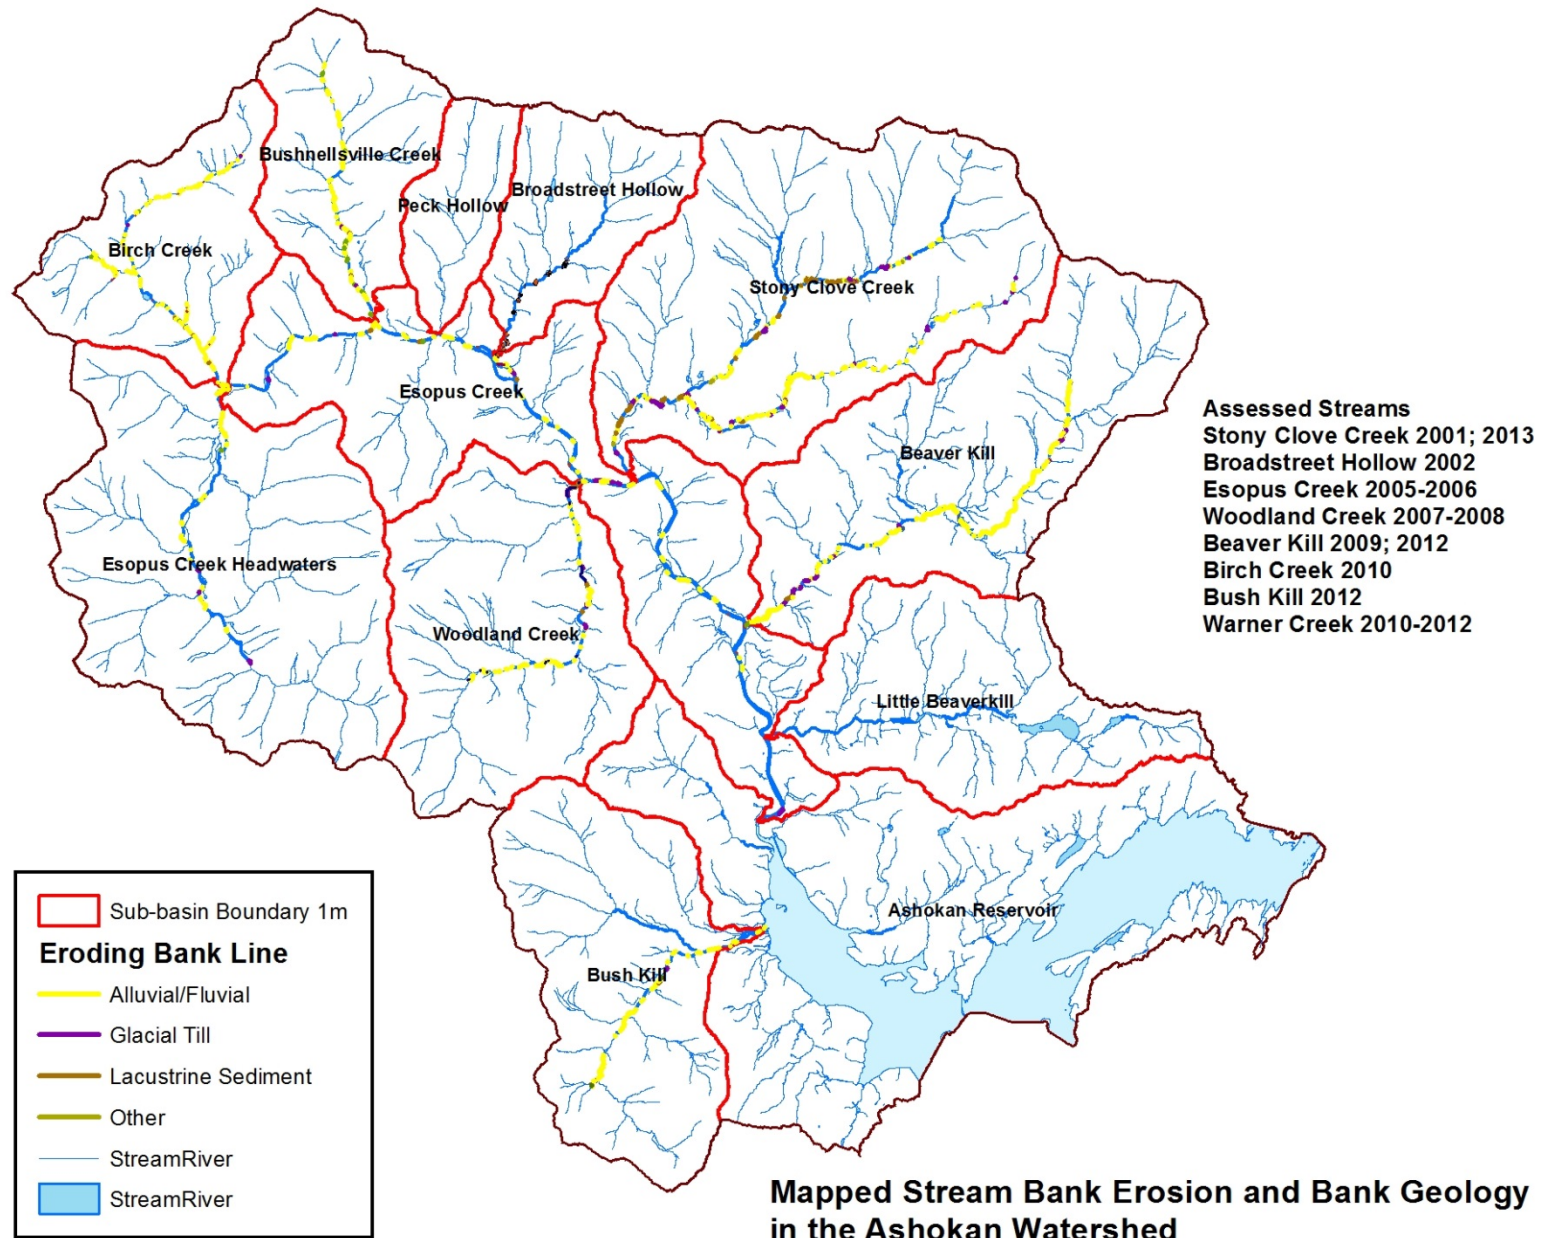 Bushnellsville Creek
Peck Hollow
Broadstreet Hollow
Birch Creek
Stony Clove Creek
Esopus Creek
Beaver Kill
Assessed Streams
Stony Clove Creek 2001; 2013
Broadstreet Hollow 2002
Esopus Creek 2005-2006
Woodland Creek 2007-2008
Beaver Kill 2009; 2012
Birch Creek 2010
Bush Kill 2012
Warner Creek 2010-2012
Esopus Creek Headwaters
Woodland Creek
Little Beaverkill
Ashokan Reservoir
Bush Kill
Sub-basin Boundary 1m
Eroding Bank Line
Alluvial/Fluvial
Glacial Till
Lacustrine Sediment
Other
StreamRiver
StreamRiver
Mapped Stream Bank Erosion and Bank Geology
in the Ashokan Watershed